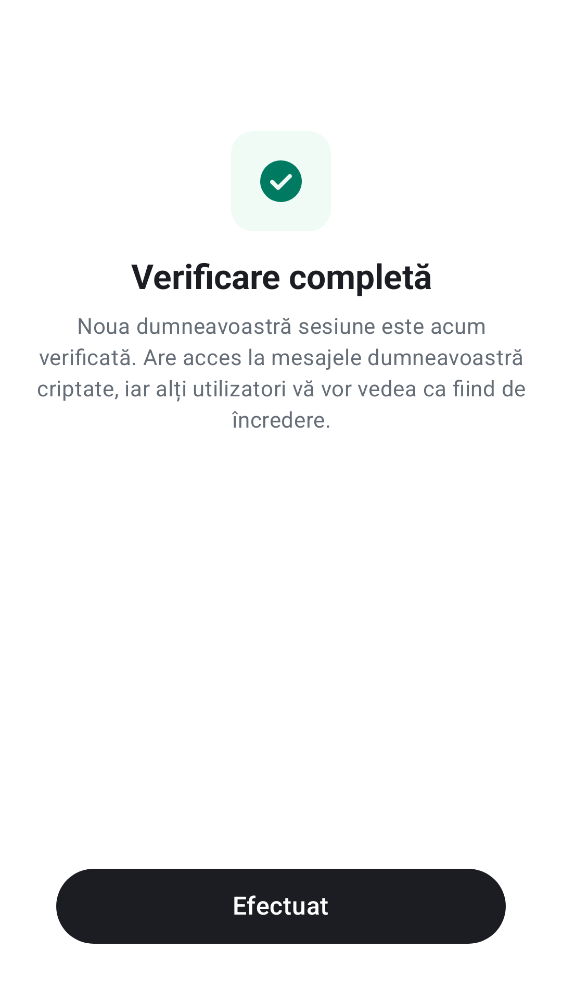 Verificare completă
Noua dumneavoastră sesiune este acum
verificată. Are acces la mesajele dumneavoastră
criptate, iar alți utilizatori vă vor vedea ca fiind de
încredere.
Efectuat